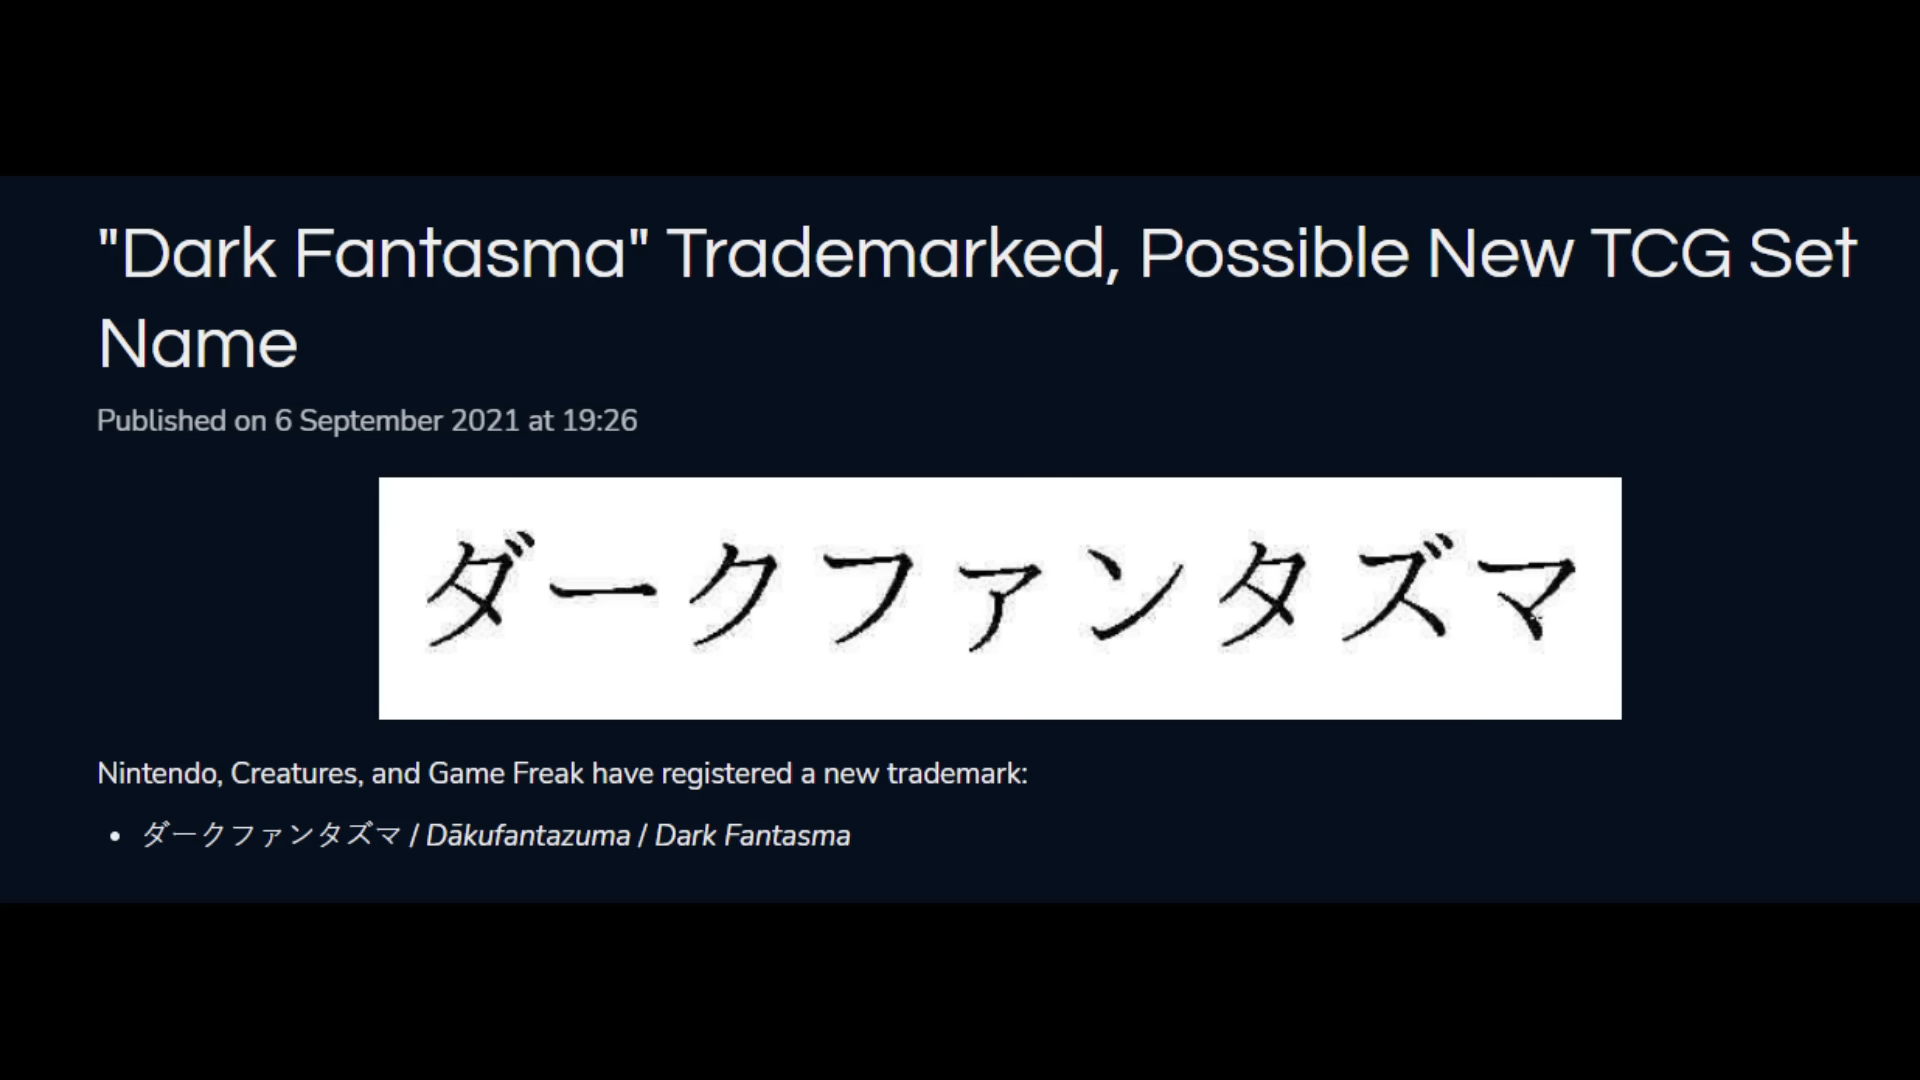 "Dark Fantasma" Trademarked, Possible New TCG Set
Name
Published on 6 September 2021 at 19:26
ダークファンタズマ
Nintendo, Creatures, and Game Freak have registered a new trademark:
• ダークファンタズマ / Dākufantazuma / Dark Fantasma